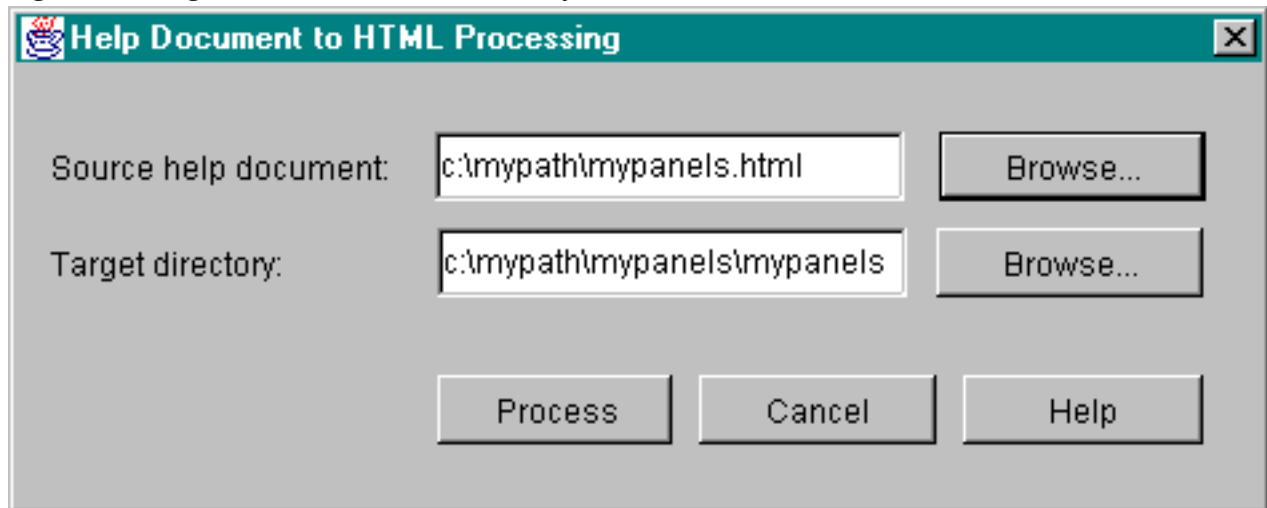 Help Document to HTML Processing
Source help document: c:\mypath\mypanels.html Browse...
Target directory: c:\mypath\mypanels\mypanels Browse...
Process Cancel Help